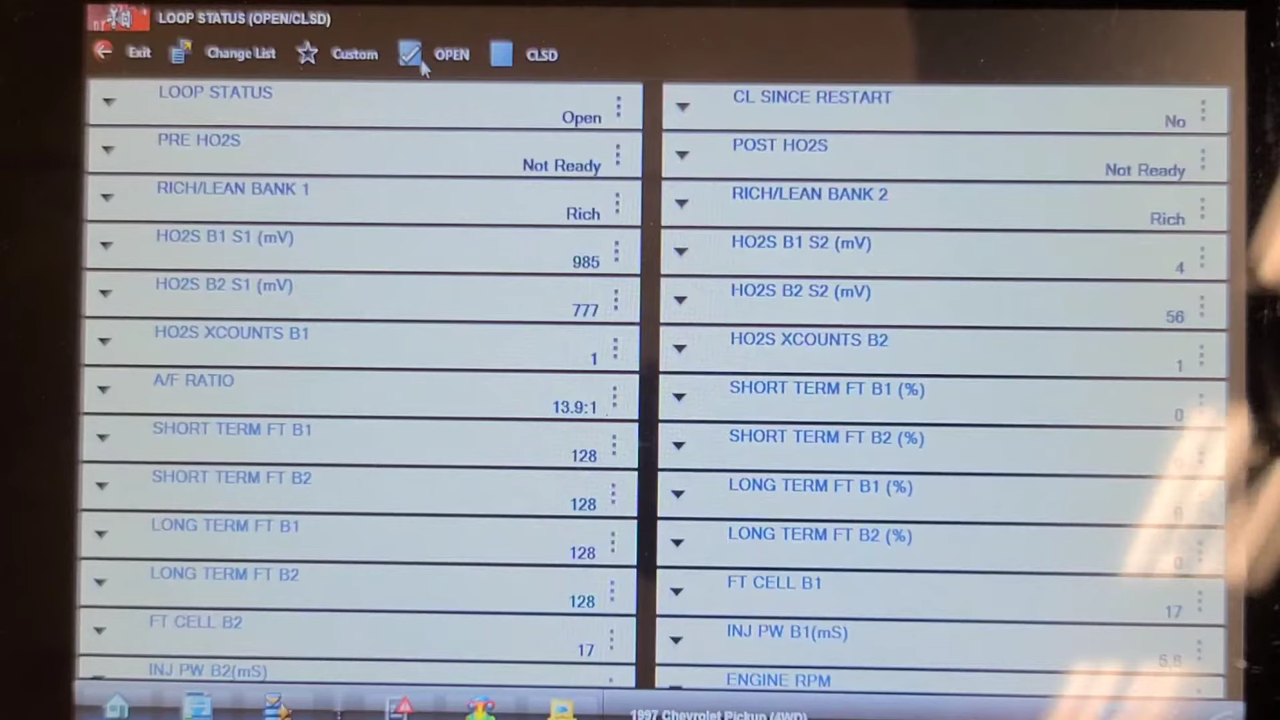 LOOP STATUS (OPEN/CLSD)
Exit Change List Custom OPEN CLSD
LOOP STATUS
Open
CL SINCE RESTART
No
PRE HO2S
Not Ready
POST HO2S
Not Ready
RICH/LEAN BANK 1
Rich
RICH/LEAN BANK 2
Rich
HO2S B1 S1 (mV)
985
HO2S B1 S2 (mV)
4
HO2S B2 S1 (mV)
777
HO2S B2 S2 (mV)
56
HO2S XCOUNTS B1
1
HO2S XCOUNTS B2
1
A/F RATIO
13.9:1
SHORT TERM FT B1 (%)
0
SHORT TERM FT B1
128
SHORT TERM FT B2 (%)
SHORT TERM FT B2
128
LONG TERM FT B1 (%)
0
LONG TERM FT B1
128
LONG TERM FT B2 (%)
0
LONG TERM FT B2
128
FT CELL B1
17
FT CELL B2
17
INJ PW B1(mS)
INJ PW B2(mS)
ENGINE RPM
1997 Chevrolet Pickup (4WD)